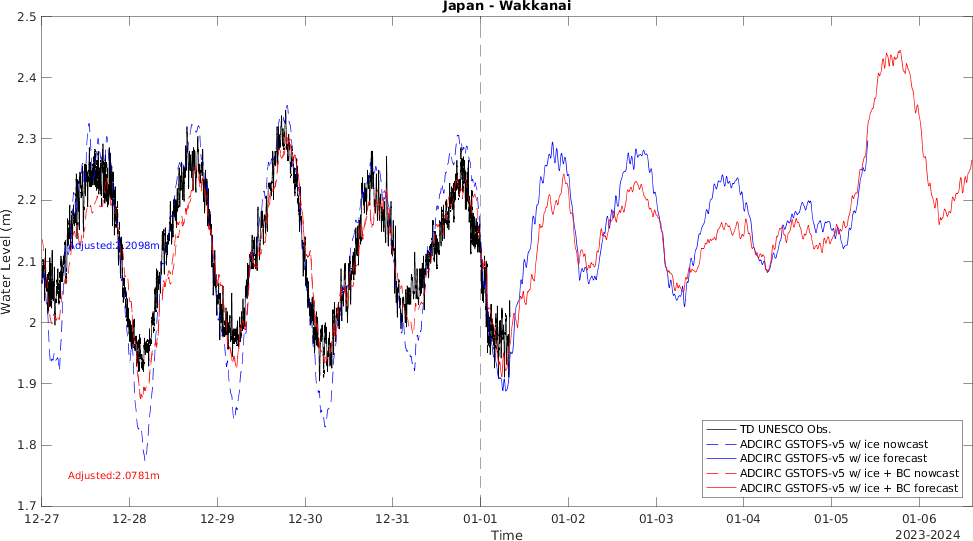 Japan - Wakkanai
2.5
2.4
2.3
2.2
2.1
2
1.9
1.8
1.7
Water Level (m)
Adjusted:2.2098m
Adjusted:2.0781m
TD UNESCO Obs.
ADCIRC GSTOFS-v5 w/ ice nowcast
ADCIRC GSTOFS-v5 w/ ice forecast
ADCIRC GSTOFS-v5 w/ ice + BC nowcast
ADCIRC GSTOFS-v5 w/ ice + BC forecast
12-27 12-28 12-29 12-30 12-31 01-01 01-02 01-03 01-04 01-05 01-06
Time
2023-2024